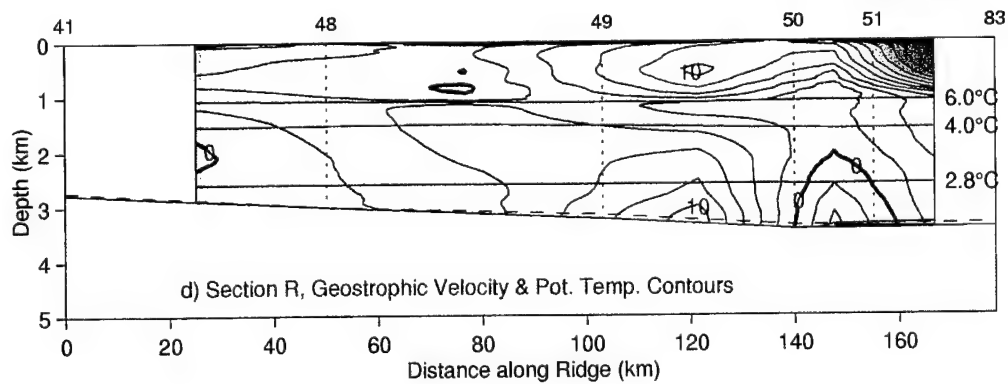 41 48 49 50 51 83
0
1
2
3
4
5
Depth (km)
10
6.0°C
4.0°C
2.8°C
0
0
0
10
d) Section R, Geostrophic Velocity & Pot. Temp. Contours
0 20 40 60 80 100 120 140 160
Distance along Ridge (km)